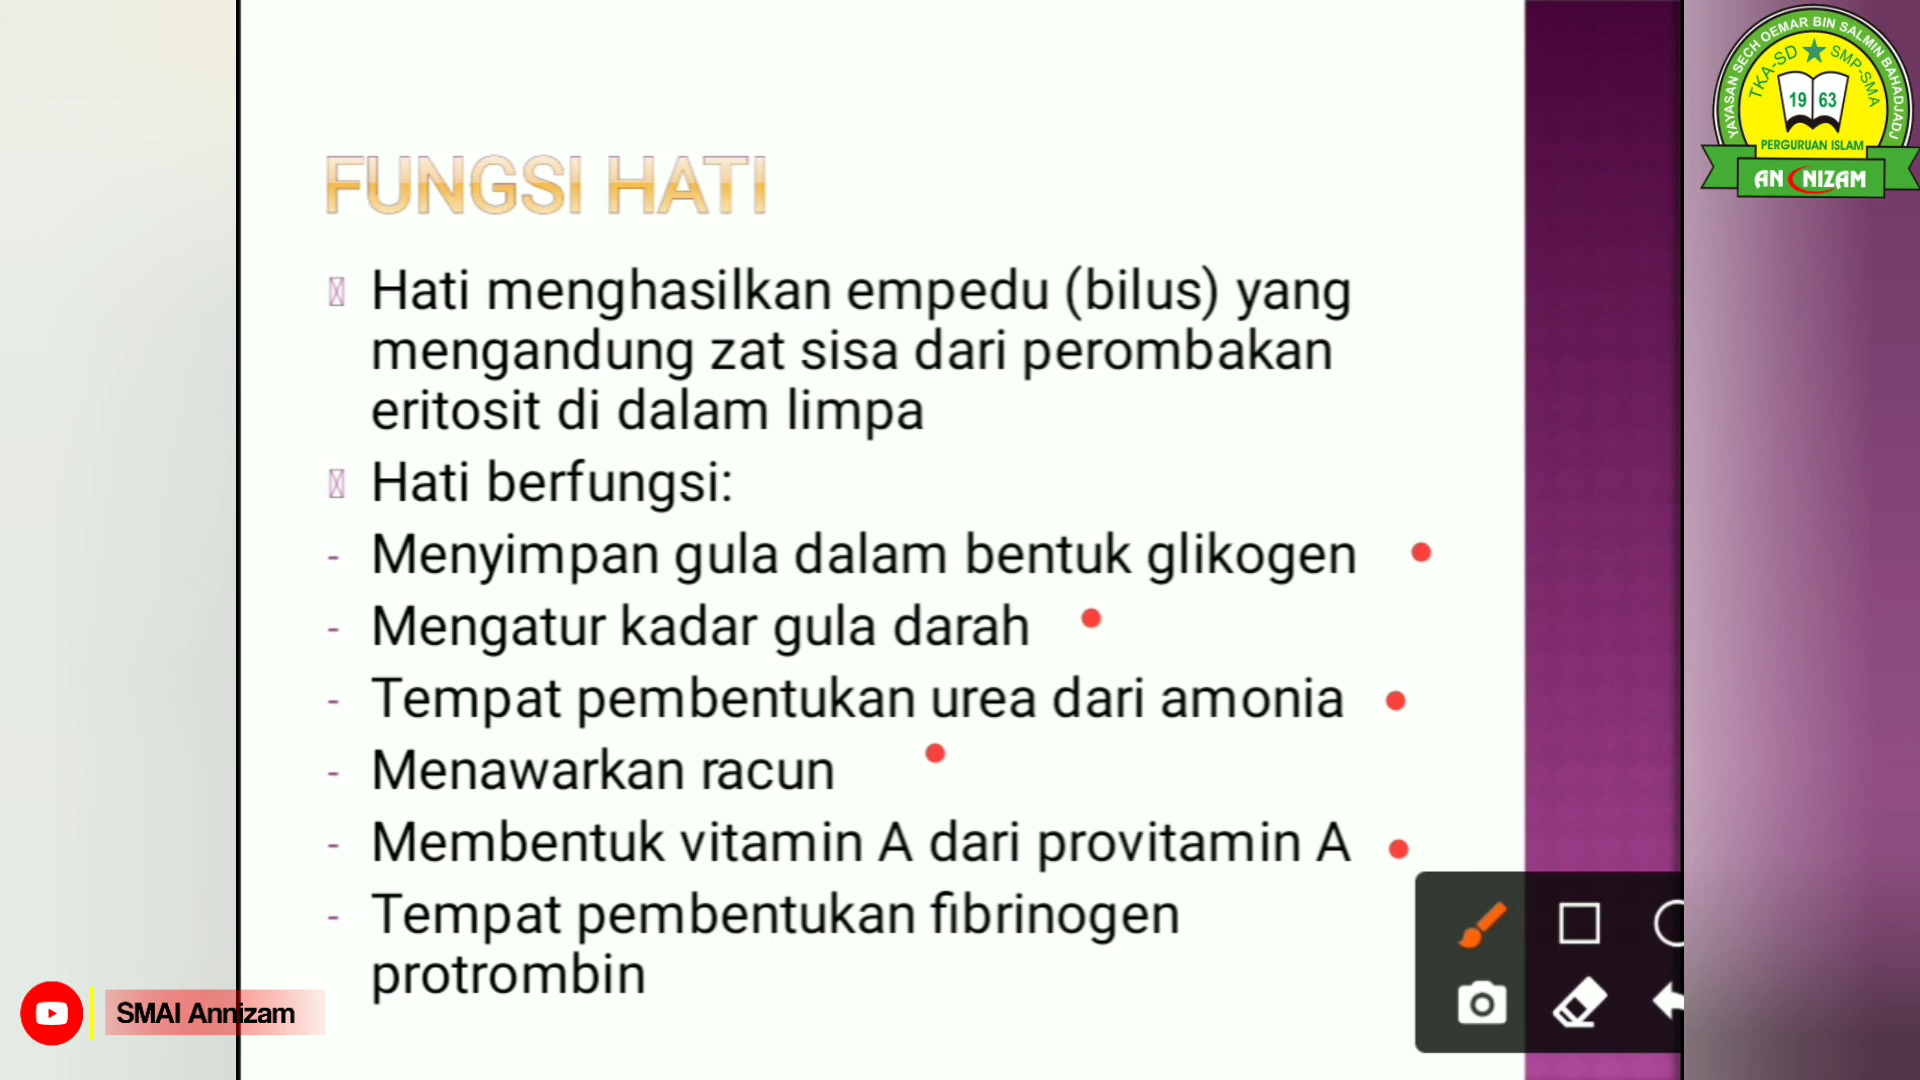 YAYASAN SECH OEMAR BIN SALMIN BAHADJADJ
TKA-SD SMP-SMA
19 63
PERGURUAN ISLAM
AN NIZAM
FUNGSI HATI
Hati menghasilkan empedu (bilus) yang
mengandung zat sisa dari perombakan
eritosit di dalam limpa
Hati berfungsi:
- Menyimpan gula dalam bentuk glikogen
- Mengatur kadar gula darah
- Tempat pembentukan urea dari amonia
- Menawarkan racun
- Membentuk vitamin A dari provitamin A
- Tempat pembentukan fibrinogen
protrombin
SMAI Annizam